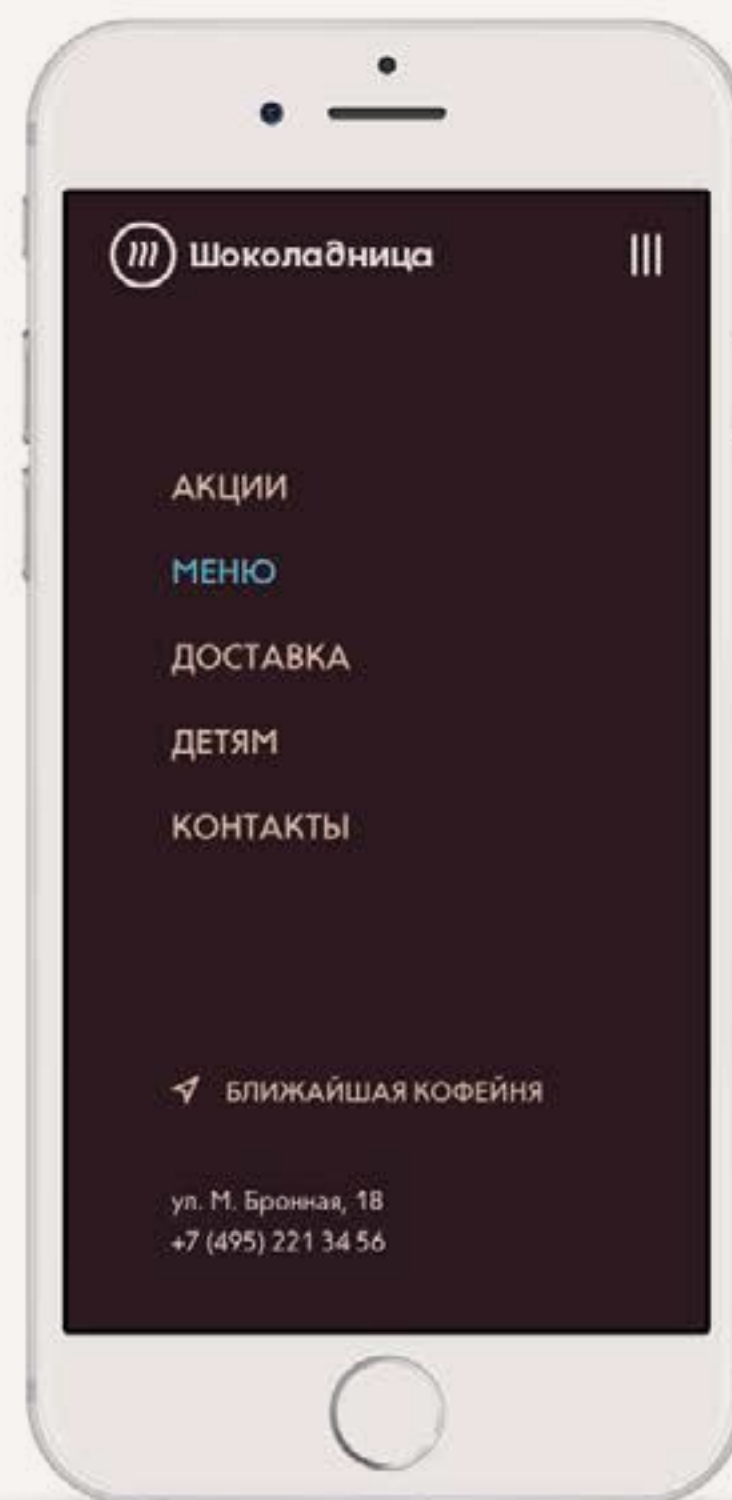 Шоколадница
АКЦИИ
МЕНЮ
ДОСТАВКА
ДЕТЯМ
КОНТАКТЫ
БЛИЖАЙШАЯ КОФЕЙНЯ
ул. М. Бронная, 18
+7 (495) 221 34 56